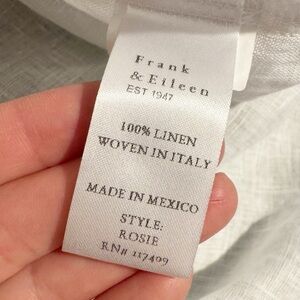 Frank
& Eileen
EST 1947
100% LINEN
WOVEN IN ITALY
MADE IN MEXICO
STYLE:
ROSIE
RN# 117409